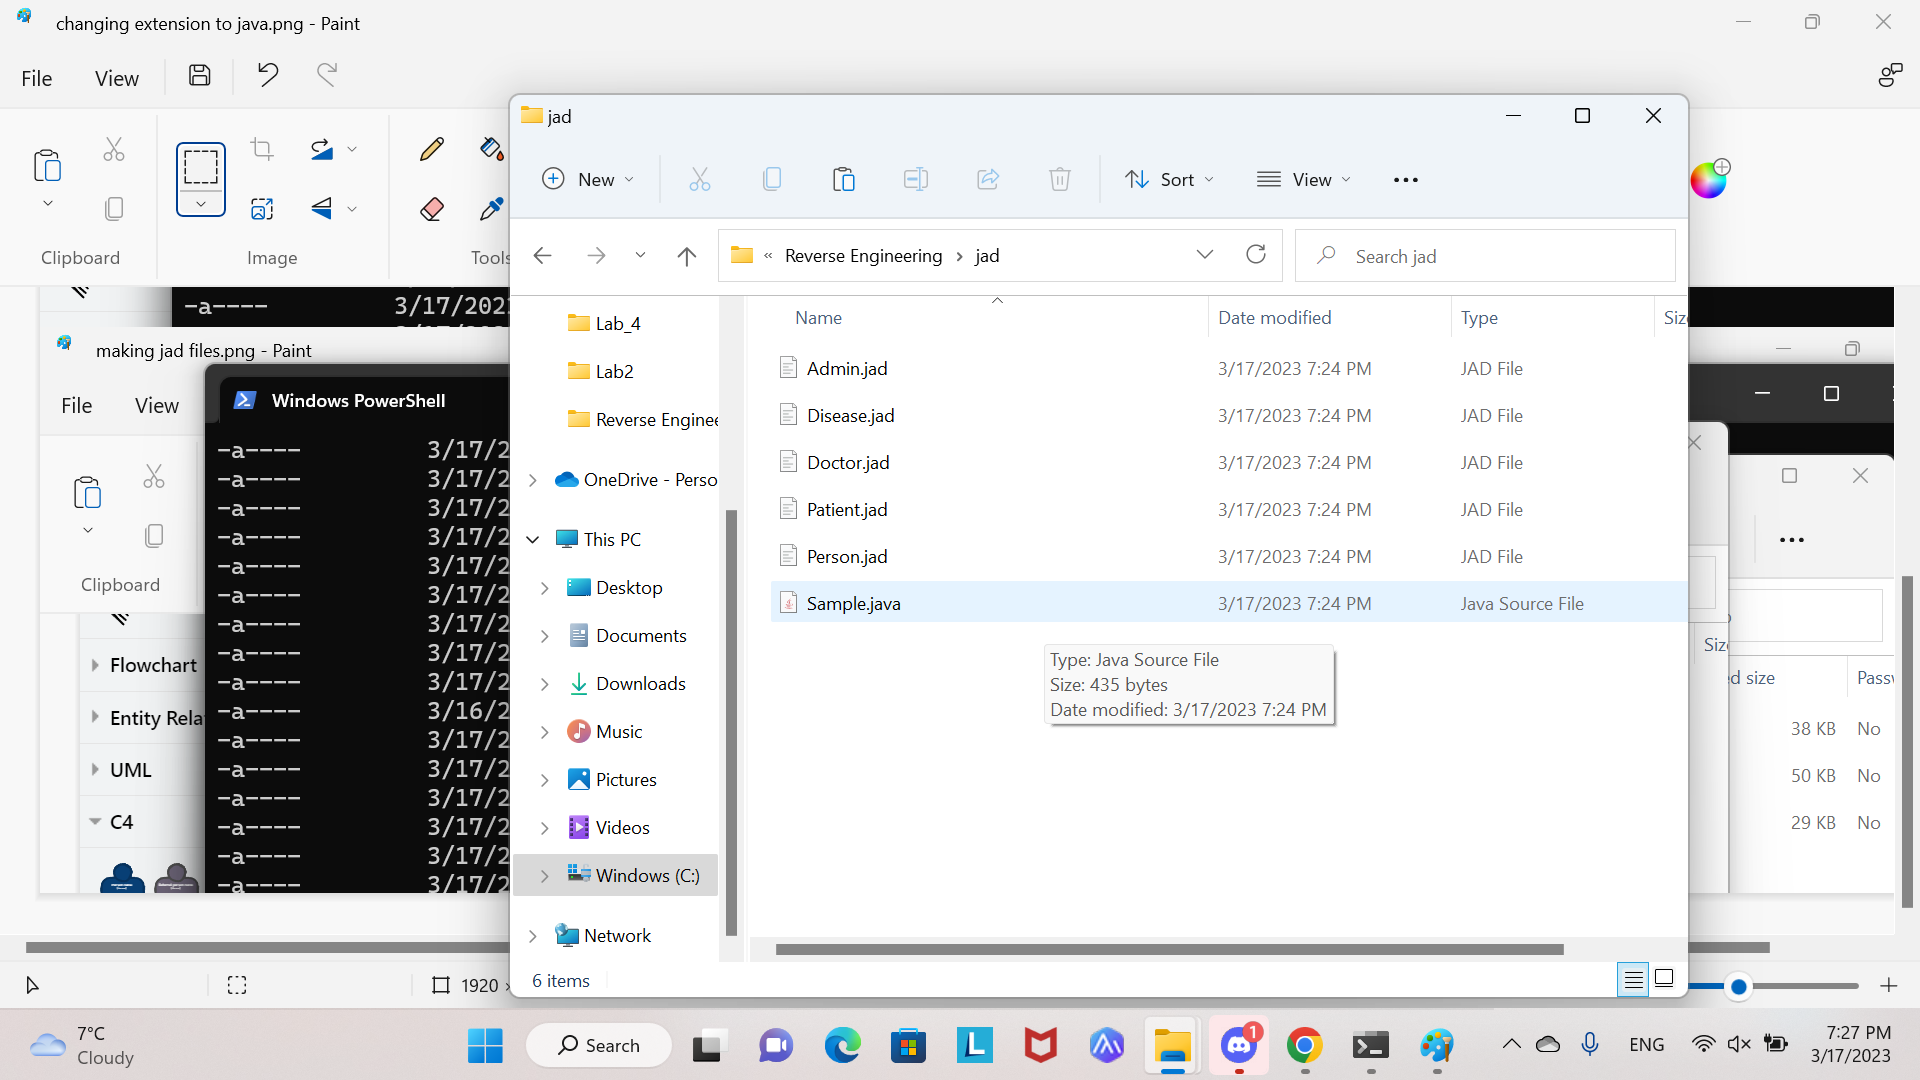 changing extension to java.png - Paint
File
View
Clipboard
Image
Tools
-a----
3/17/202
making jad files.png - Paint
File
View
Clipboard
Flowchart
Entity Rela
UML
C4
Windows PowerShell
-a---- 3/17/2
-a---- 3/17/2
-a---- 3/17/2
-a---- 3/17/2
-a---- 3/17/2
-a---- 3/17/2
-a---- 3/17/2
-a---- 3/17/2
-a---- 3/17/2
-a---- 3/16/2
-a---- 3/17/2
-a---- 3/17/2
-a---- 3/17/2
-a---- 3/17/2
-a---- 3/17/2
-a---- 3/17/2
jad
New
Sort
View
« Reverse Engineering > jad
Search jad
Lab_4
Lab2
Reverse Enginee
OneDrive - Perso
This PC
Desktop
Documents
Downloads
Music
Pictures
Videos
Windows (C:)
Network
Name Date modified Type Siz
Admin.jad 3/17/2023 7:24 PM JAD File
Disease.jad 3/17/2023 7:24 PM JAD File
Doctor.jad 3/17/2023 7:24 PM JAD File
Patient.jad 3/17/2023 7:24 PM JAD File
Person.jad 3/17/2023 7:24 PM JAD File
Sample.java 3/17/2023 7:24 PM Java Source File
Type: Java Source File
Size: 435 bytes
Date modified: 3/17/2023 7:24 PM
6 items
Siz
d size Passw
38 KB No
50 KB No
29 KB No
1920
7°C
Cloudy
Search
1
ENG
7:27 PM
3/17/2023